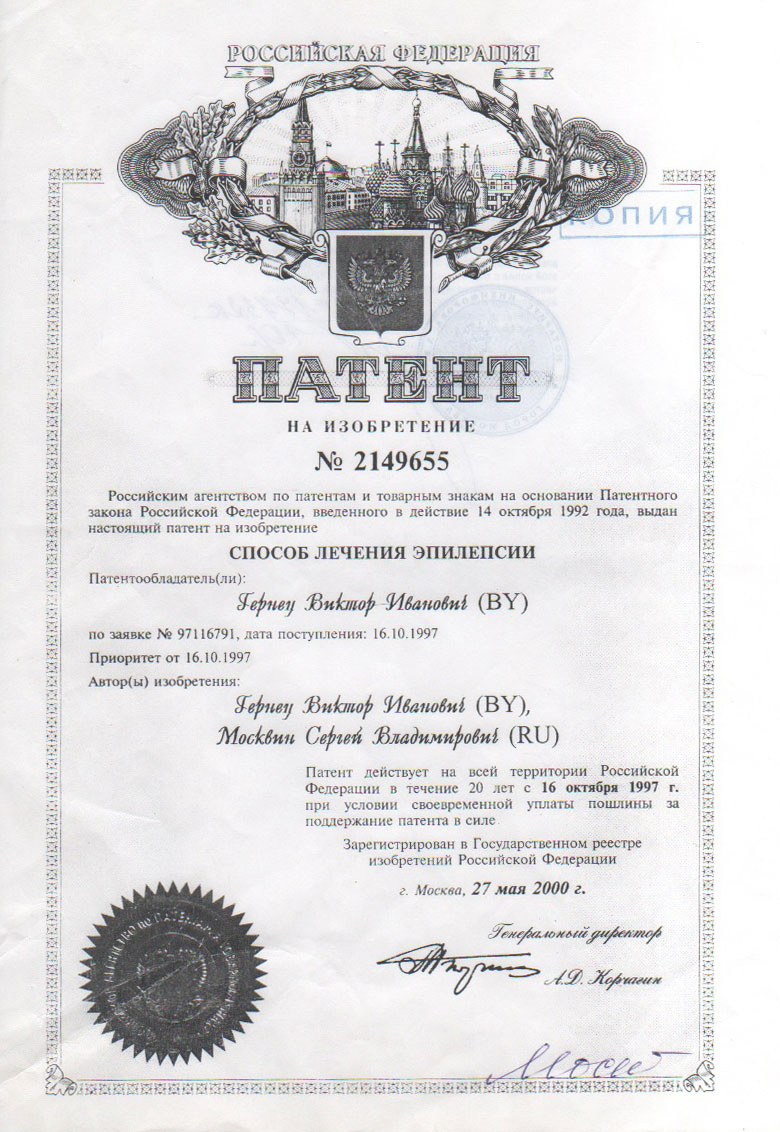 РОССИЙСКАЯ ФЕДЕРАЦИЯ
КОПИЯ
ПАТЕНТ
НА ИЗОБРЕТЕНИЕ
№ 2149655
Российским агентством по патентам и товарным знакам на основании Патентного
закона Российской Федерации, введенного в действие 14 октября 1992 года, выдан
настоящий патент на изобретение
СПОСОБ ЛЕЧЕНИЯ ЭПИЛЕПСИИ
Патентообладатель(ли):
Виктор Иванович (BY)
по заявке № 97116791, дата поступления: 16.10.1997
Приоритет от 16.10.1997
Автор(ы) изобретения:
Виктор Иванович (BY),
Москвин Сергей Владимирович (RU)
Патент действует на всей территории Российской
Федерации в течение 20 лет с 16 октября 1997 г.
при условии своевременной уплаты пошлины за
поддержание патента в силе
Зарегистрирован в Государственном реестре
изобретений Российской Федерации
г. Москва, 27 мая 2000 г.
Генеральный директор
А.Д. Корчагин